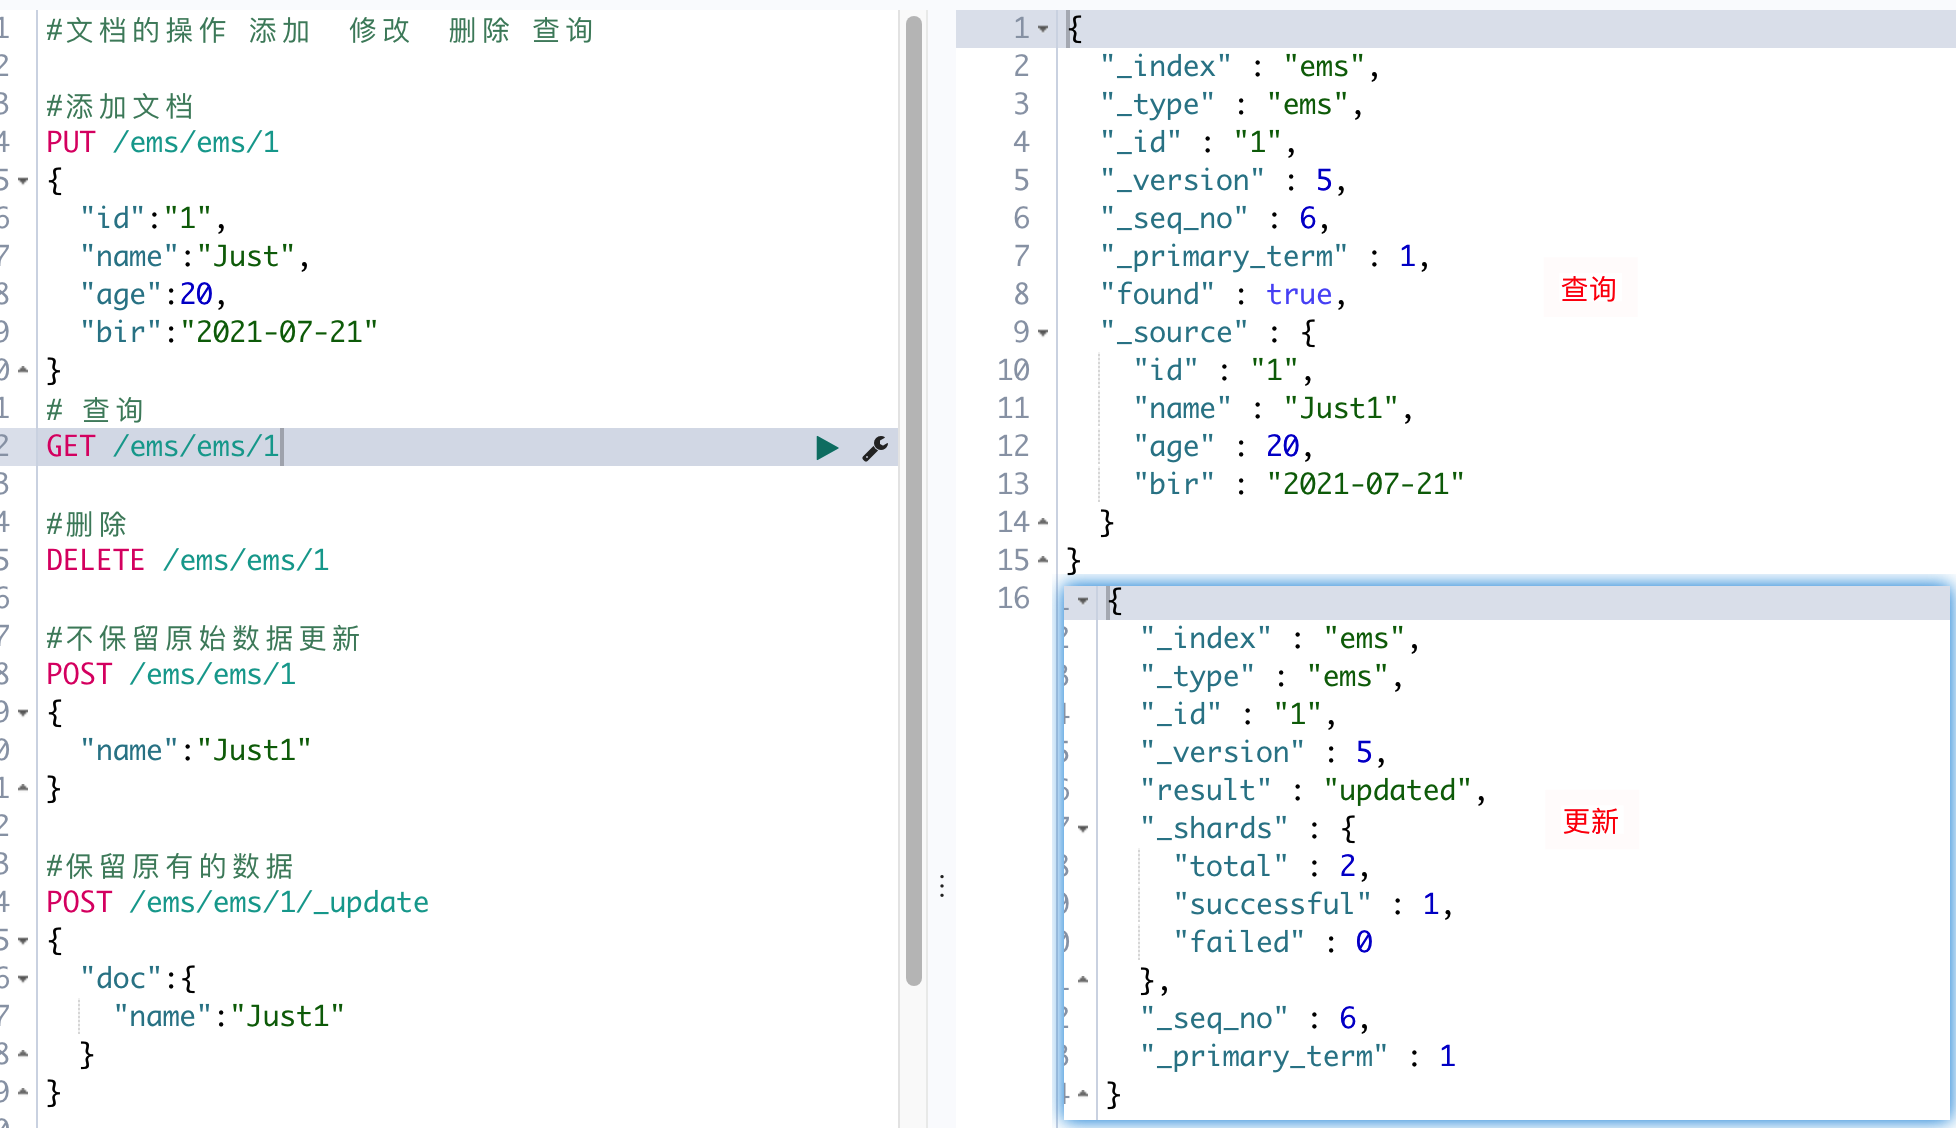 #文档的操作 添加  修改  删除 查询
#添加文档
PUT /ems/ems/1
{
  "id":"1",
  "name":"Just",
  "age":20,
  "bir":"2021-07-21"
}
# 查询
GET /ems/ems/1
#删除
DELETE /ems/ems/1
#不保留原始数据更新
POST /ems/ems/1
{
  "name":"Just1"
}
#保留原有的数据
POST /ems/ems/1/_update
{
  "doc":{
    "name":"Just1"
  }
}
1 {
2   "_index" : "ems",
3   "_type" : "ems",
4   "_id" : "1",
5   "_version" : 5,
6   "_seq_no" : 6,
7   "_primary_term" : 1,
8   "found" : true,
9   "_source" : {
10     "id" : "1",
11     "name" : "Just1",
12     "age" : 20,
13     "bir" : "2021-07-21"
14   }
15 }
16
查询
{
  "_index" : "ems",
  "_type" : "ems",
  "_id" : "1",
  "_version" : 5,
  "result" : "updated",
  "_shards" : {
    "total" : 2,
    "successful" : 1,
    "failed" : 0
  },
  "_seq_no" : 6,
  "_primary_term" : 1
}
更新